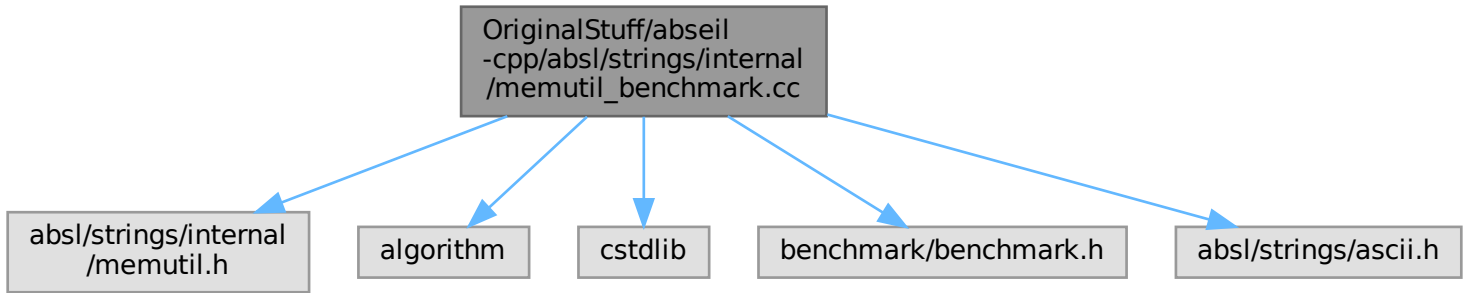 OriginalStuff/abseil
-cpp/absl/strings/internal
/memutil_benchmark.cc
absl/strings/internal
/memutil.h
algorithm
cstdlib
benchmark/benchmark.h
absl/strings/ascii.h